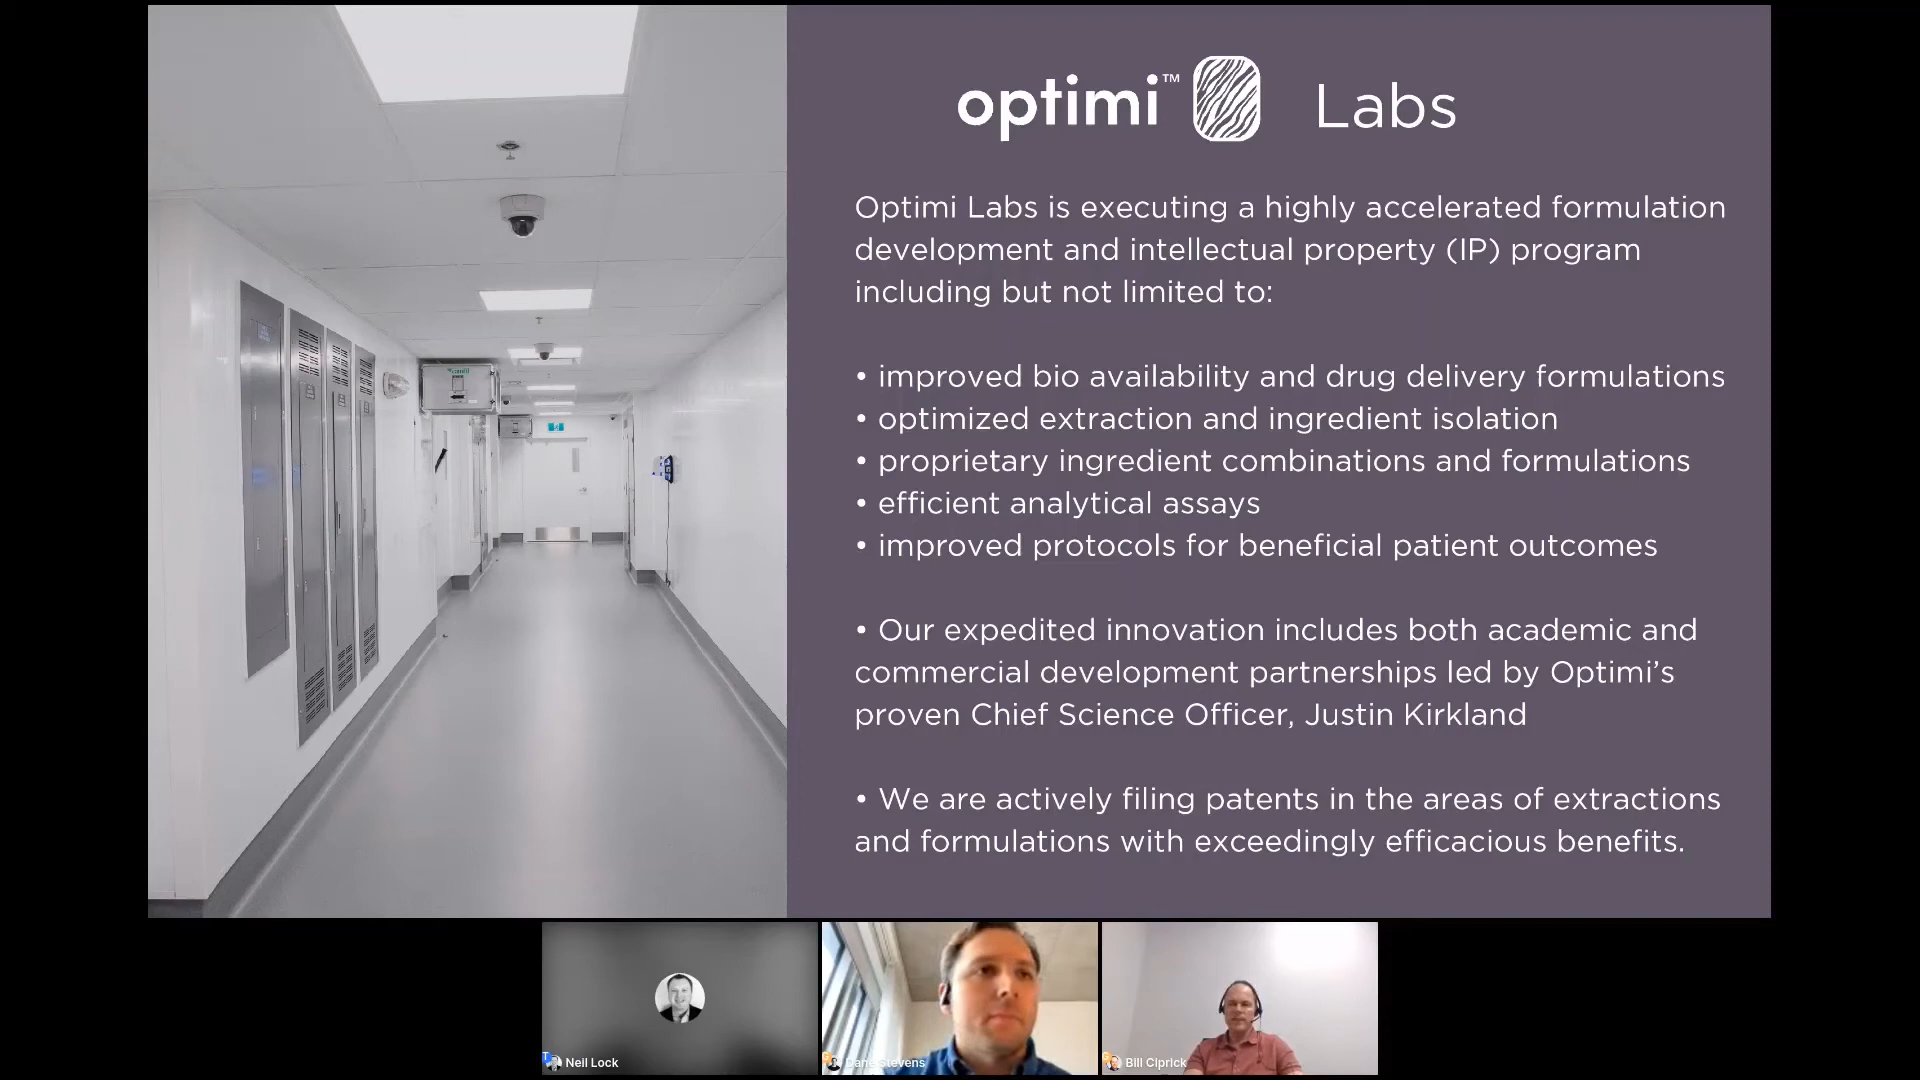 optimi™ Labs
Optimi Labs is executing a highly accelerated formulation
development and intellectual property (IP) program
including but not limited to:
• improved bio availability and drug delivery formulations
• optimized extraction and ingredient isolation
• proprietary ingredient combinations and formulations
• efficient analytical assays
• improved protocols for beneficial patient outcomes
• Our expedited innovation includes both academic and
commercial development partnerships led by Optimi’s
proven Chief Science Officer, Justin Kirkland
• We are actively filing patents in the areas of extractions
and formulations with exceedingly efficacious benefits.
Neil Lock
Dane Stevens
Bill Ciprick